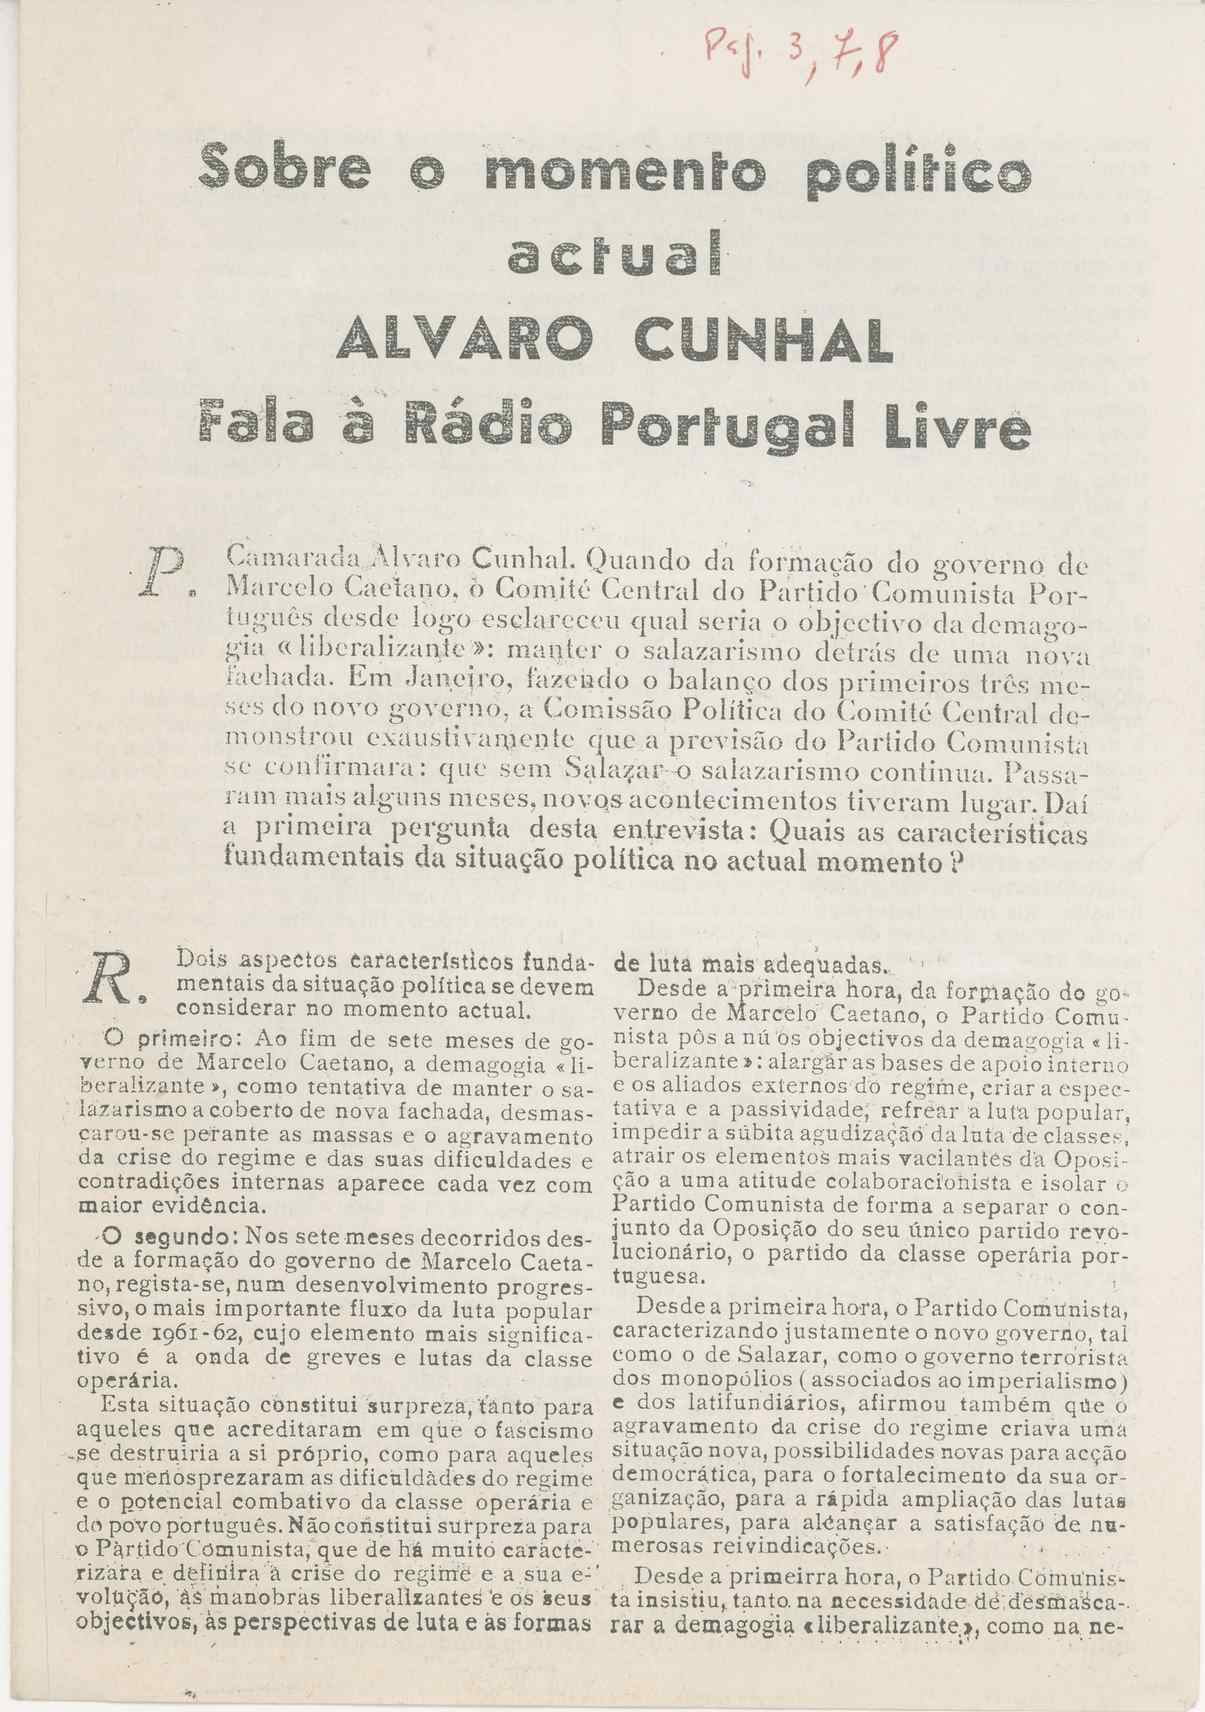 Pag. 3, 7, 8
Sobre o momento político
actual
ALVARO CUNHAL
Fala à Rádio Portugal Livre
P. Camarada Alvaro Cunhal. Quando da formação do governo de
Marcelo Caetano, o Comité Central do Partido Comunista Por-
tuguês desde logo esclareceu qual seria o objectivo da demago-
gia « liberalizante »: manter o salazarismo detrás de uma nova
fachada. Em Janeiro, fazendo o balanço dos primeiros três me-
ses do novo governo, a Comissão Política do Comité Central de-
monstrou exaustivamente que a previsão do Partido Comunista
se confirmara: que sem Salazar o salazarismo continua. Passa-
ram mais alguns meses, novos acontecimentos tiveram lugar. Daí
a primeira pergunta desta entrevista: Quais as características
fundamentais da situação política no actual momento ?
R. Dois aspectos característicos funda-
mentais da situação política se devem
considerar no momento actual.
O primeiro: Ao fim de sete meses de go-
verno de Marcelo Caetano, a demagogia « li-
beralizante », como tentativa de manter o sa-
lazarismo a coberto de nova fachada, desmas-
carou-se perante as massas e o agravamento
da crise do regime e das suas dificuldades e
contradições internas aparece cada vez com
maior evidência.
O segundo: Nos sete meses decorridos des-
de a formação do governo de Marcelo Caeta-
no, regista-se, num desenvolvimento progres-
sivo, o mais importante fluxo da luta popular
desde 1961-62, cujo elemento mais significa-
tivo é a onda de greves e lutas da classe
operária.
Esta situação constitui surpreza, tanto para
aqueles que acreditaram em que o fascismo
se destruiria a si próprio, como para aqueles
que menosprezaram as dificuldàdes do regime
e o potencial combativo da classe operária e
do povo português. Não constitui surpreza para
o Partido Comunista, que de há muito caracte-
rizara e definira a crise do regime e a sua e-
volução, às manobras liberalizantes e os seus
objectivos, às perspectivas de luta e às formas
de luta mais adequadas.
Desde a primeira hora, da formação do go-
verno de Marcelo Caetano, o Partido Comu-
nista pôs a nú os objectivos da demagogia « li-
beralizante »: alargar as bases de apoio interno
e os aliados externos do regime, criar a espec-
tativa e a passividade, refrear a luta popular,
impedir a súbita agudização da luta de classes,
atrair os elementos mais vacilantes da Oposi-
ção a uma atitude colaboracionista e isolar o
Partido Comunista de forma a separar o con-
junto da Oposição do seu único partido revo-
lucionário, o partido da classe operária por-
tuguesa.
Desde a primeira hora, o Partido Comunista,
caracterizando justamente o novo governo, tal
como o de Salazar, como o governo terrorista
dos monopólios ( associados ao imperialismo )
e dos latifundiários, afirmou também que o
agravamento da crise do regime criava uma
situação nova, possibilidades novas para acção
democrática, para o fortalecimento da sua or-
ganização, para a rápida ampliação das lutas
populares, para alcançar a satisfação de nu-
merosas reivindicações.
Desde a primeirra hora, o Partido Comunis-
ta insistiu, tanto na necessidade de desmasca-
rar a demagogia «liberalizante», como na ne-